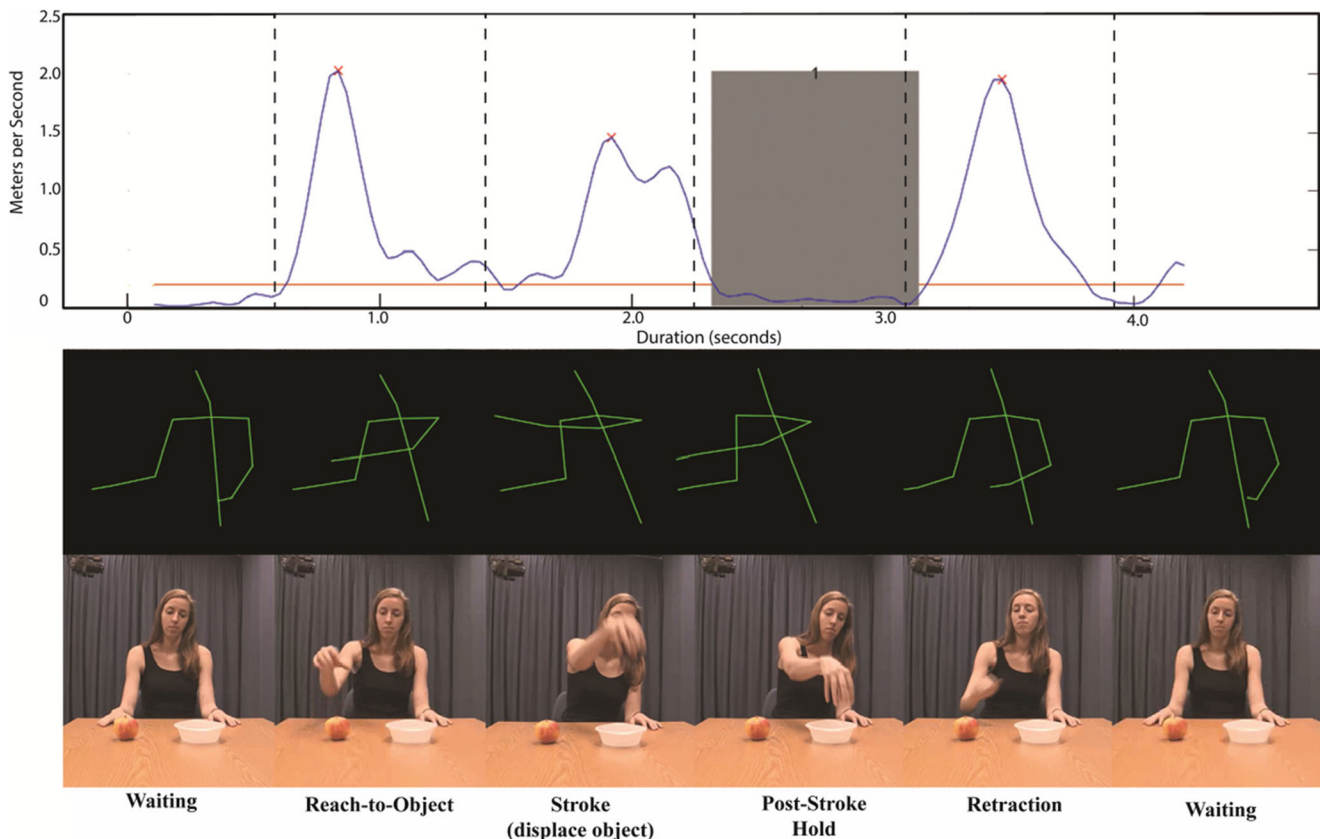 2.5
2.0
1.5
1.0
0.5
0
Meters per Second
1
0 1.0 2.0 3.0 4.0
Duration (seconds)
Waiting Reach-to-Object Stroke Post-Stroke Retraction Waiting
(displace object) Hold